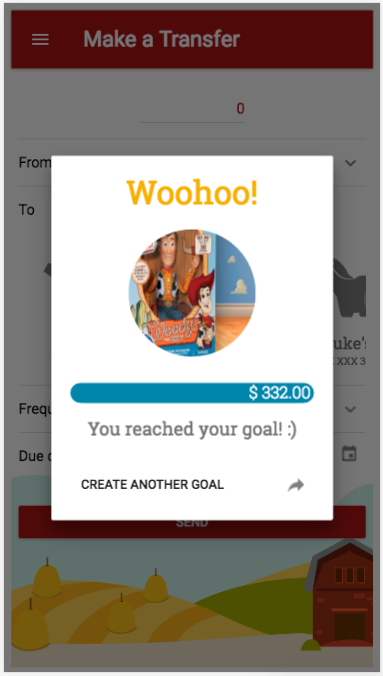 Make a Transfer
0
From
To
Woohoo!
Woody
$ 332.00
uke's
XXX 3
You reached your goal! :)
Frequ
CREATE ANOTHER GOAL
Due
SEND